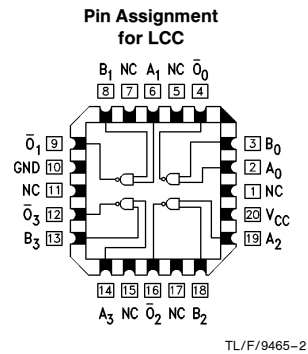 Pin Assignment
for LCC
B₁ NC A₁ NC Ō₀
8 7 6 5 4
Ō₁ 9
GND 10
NC 11
Ō₃ 12
B₃ 13
3 B₀
2 A₀
1 NC
20 V_CC
19 A₂
14 15 16 17 18
A₃ NC Ō₂ NC B₂
TL/F/9465–2